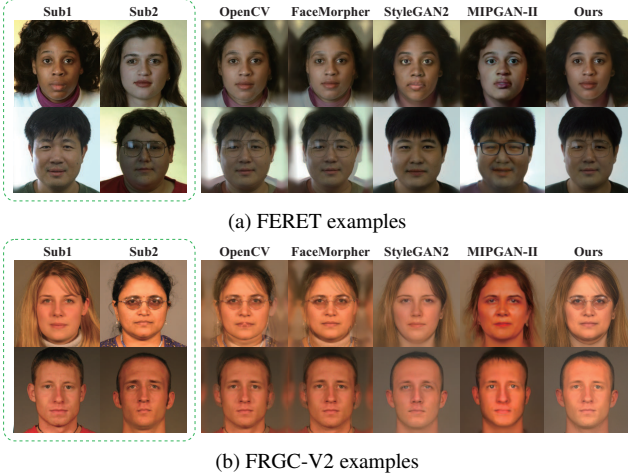 Sub1 Sub2 OpenCV FaceMorpher StyleGAN2 MIPGAN-II Ours
(a) FERET examples
Sub1 Sub2 OpenCV FaceMorpher StyleGAN2 MIPGAN-II Ours
(b) FRGC-V2 examples